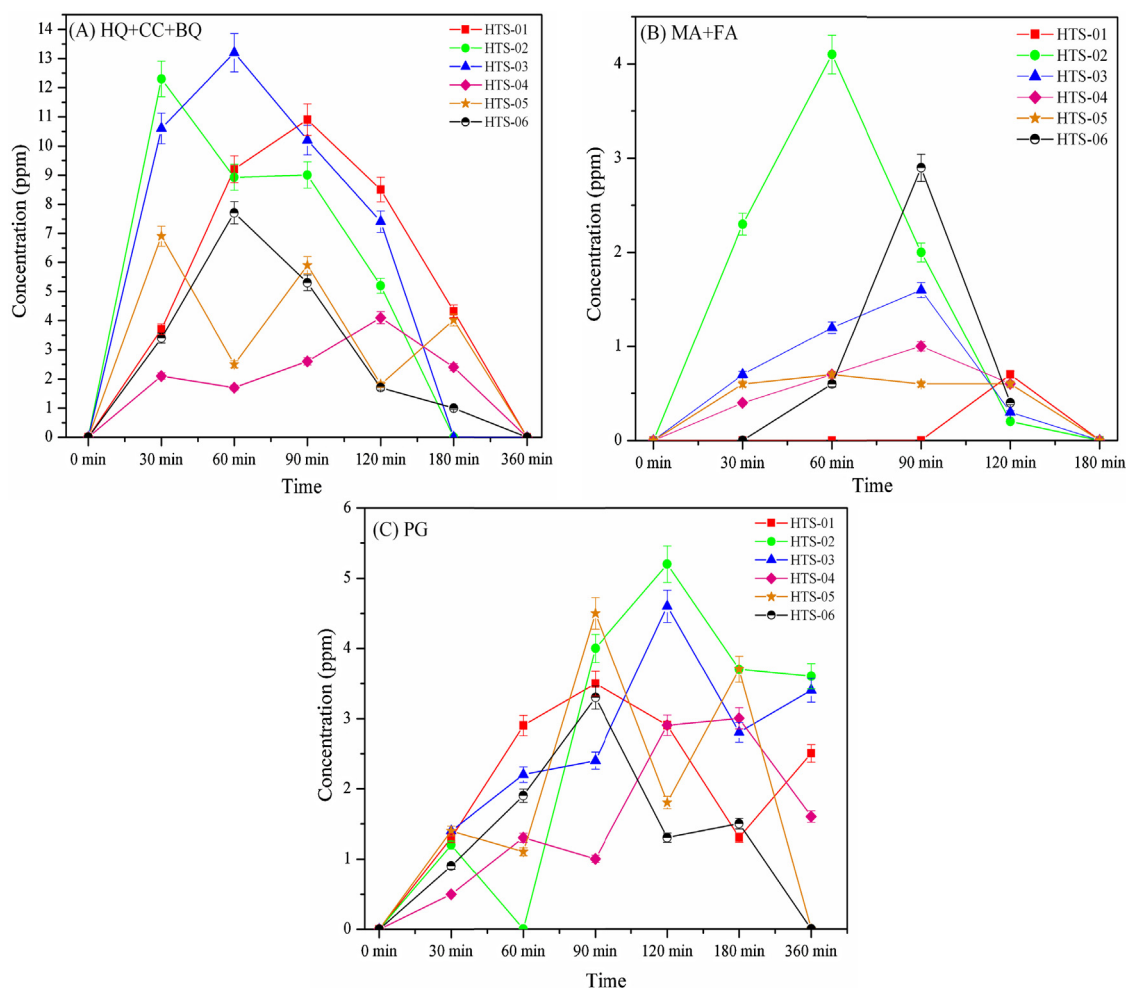 (A) HQ+CC+BQ
HTS-01
HTS-02
HTS-03
HTS-04
HTS-05
HTS-06
Concentration (ppm)
14
13
12
11
10
9
8
7
6
5
4
3
2
1
0
0 min 30 min 60 min 90 min 120 min 180 min 360 min
Time
(B) MA+FA
HTS-01
HTS-02
HTS-03
HTS-04
HTS-05
HTS-06
Concentration (ppm)
4
3
2
1
0
0 min 30 min 60 min 90 min 120 min 180 min
Time
(C) PG
HTS-01
HTS-02
HTS-03
HTS-04
HTS-05
HTS-06
Concentration (ppm)
6
5
4
3
2
1
0
0 min 30 min 60 min 90 min 120 min 180 min 360 min
Time